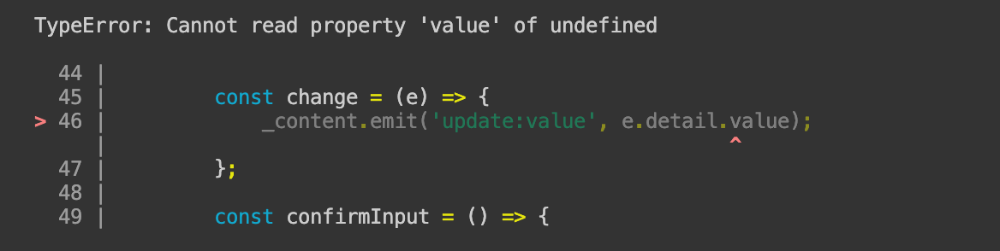 TypeError: Cannot read property 'value' of undefined
44 |
45 | const change = (e) => {
> 46 | _content.emit('update:value', e.detail.value);
| ^
47 | };
48 |
49 | const confirmInput = () => {